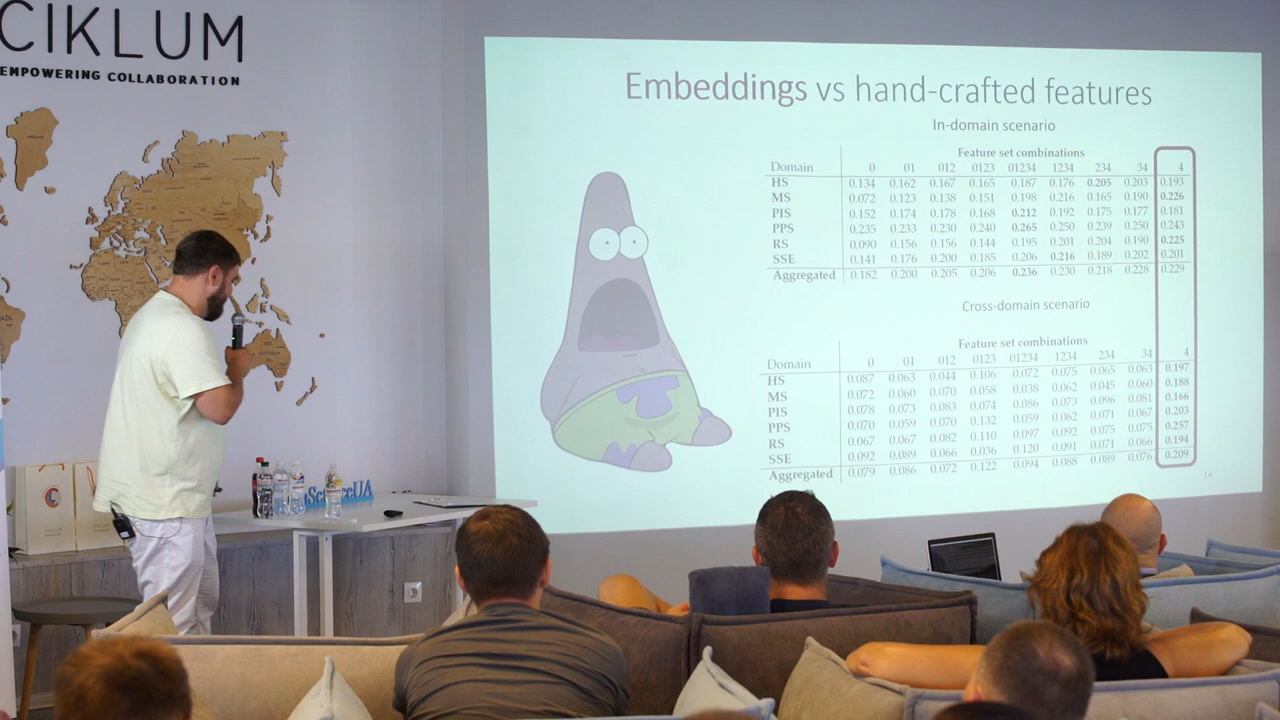 CIKLUM
EMPOWERING COLLABORATION
Embeddings vs hand-crafted features
In-domain scenario
Feature set combinations
Domain 0 01 012 0123 01234 1234 234 34 4
HS 0.134 0.162 0.167 0.165 0.187 0.176 0.205 0.203 0.193
MS 0.072 0.123 0.138 0.151 0.198 0.216 0.165 0.190 0.226
PIS 0.152 0.174 0.178 0.168 0.212 0.192 0.175 0.177 0.181
PPS 0.235 0.233 0.230 0.240 0.265 0.250 0.239 0.250 0.243
RS 0.090 0.156 0.156 0.144 0.195 0.201 0.204 0.190 0.225
SSE 0.141 0.176 0.200 0.185 0.206 0.216 0.189 0.202 0.201
Aggregated 0.182 0.200 0.205 0.206 0.236 0.230 0.218 0.228 0.229
Cross-domain scenario
Feature set combinations
Domain 0 01 012 0123 01234 1234 234 34 4
HS 0.087 0.063 0.044 0.106 0.072 0.075 0.065 0.063 0.197
MS 0.072 0.060 0.070 0.058 0.038 0.062 0.045 0.060 0.188
PIS 0.078 0.073 0.083 0.074 0.086 0.073 0.096 0.081 0.166
PPS 0.070 0.059 0.070 0.132 0.059 0.062 0.071 0.067 0.203
RS 0.067 0.067 0.082 0.110 0.097 0.092 0.075 0.075 0.257
SSE 0.092 0.089 0.066 0.036 0.120 0.091 0.071 0.066 0.194
Aggregated 0.079 0.086 0.072 0.122 0.094 0.088 0.089 0.076 0.209
14
CIKLUM